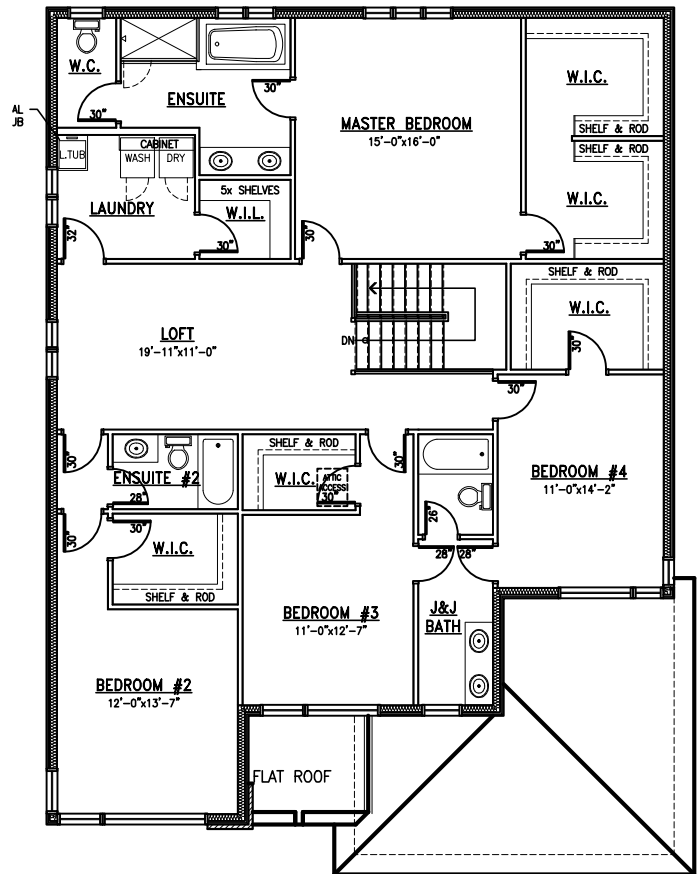 W.C.
30"
ENSUITE
30"
MASTER BEDROOM
15'-0"x16'-0"
W.I.C.
SHELF & ROD
SHELF & ROD
W.I.C.
30"
AL
JB
L.TUB
CABINET
WASH
DRY
LAUNDRY
32"
5x SHELVES
W.I.L.
30"
30"
SHELF & ROD
W.I.C.
30"
LOFT
19'-11"x11'-0"
DN
30"
30"
ENSUITE #2
28"
SHELF & ROD
W.I.C.
ATTIC
ACCESS
30"
30"
BEDROOM #4
11'-0"x14'-2"
26"
28"
28"
30"
30"
W.I.C.
SHELF & ROD
BEDROOM #3
11'-0"x12'-7"
J&J
BATH
BEDROOM #2
12'-0"x13'-7"
FLAT ROOF